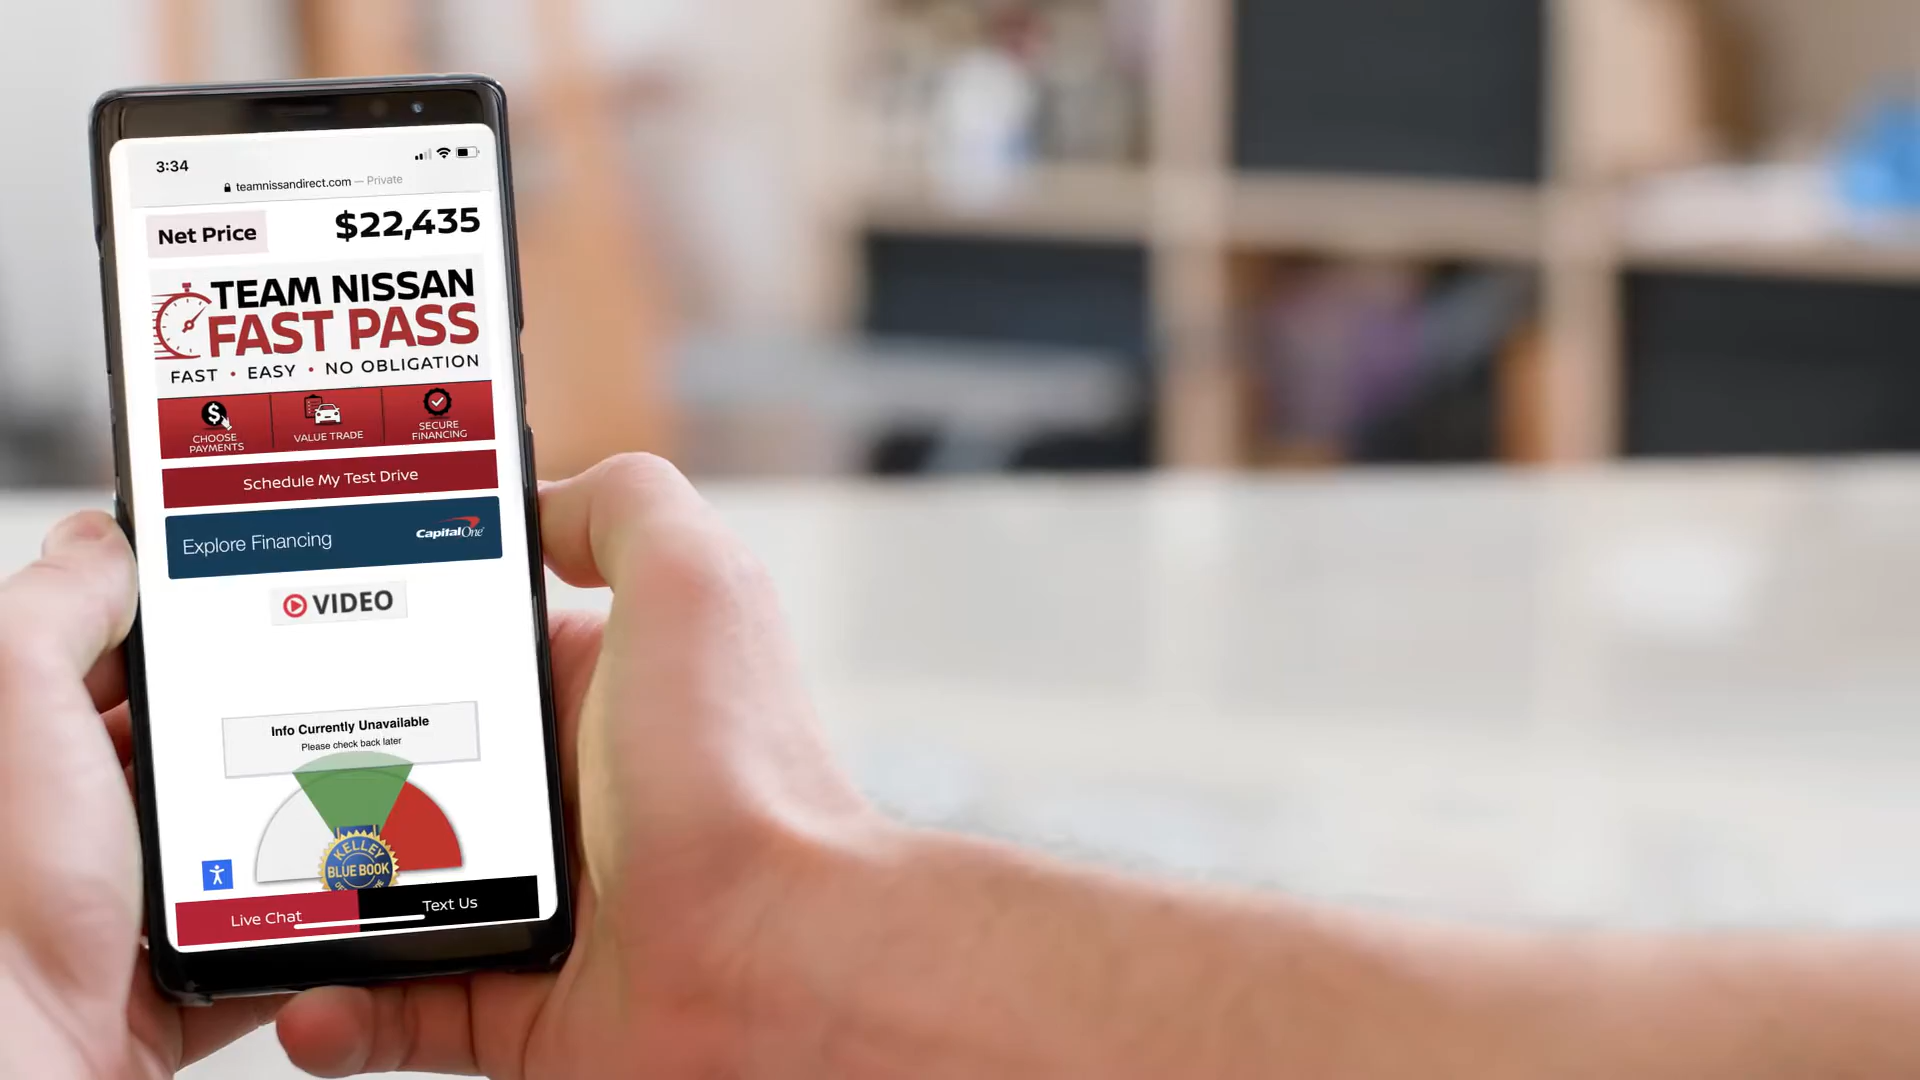 3:34
teamnissandirect.com — Private
Net Price
$22,435
TEAM NISSAN
FAST PASS
FAST • EASY • NO OBLIGATION
CHOOSE
PAYMENTS
VALUE TRADE
SECURE
FINANCING
Schedule My Test Drive
Explore Financing
CapitalOne
VIDEO
Info Currently Unavailable
Please check back later
KELLEY
BLUE BOOK
Live Chat
Text Us